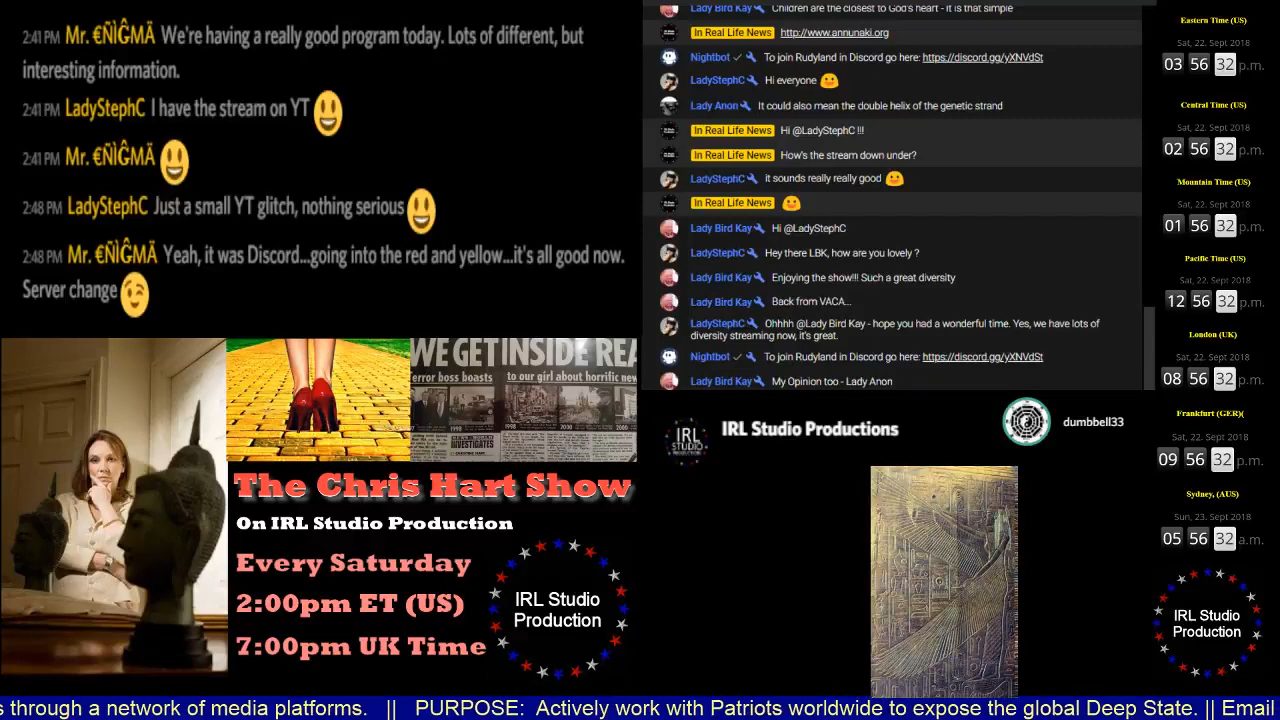 2:41 PM Mr. €ÑÌĜMÄ We're having a really good program today. Lots of different, but
interesting information.
2:41 PM LadyStephC I have the stream on YT 😃
2:41 PM Mr. €ÑÌĜMÄ 😃
2:48 PM LadyStephC Just a small YT glitch, nothing serious 😃
2:48 PM Mr. €ÑÌĜMÄ Yeah, it was Discord...going into the red and yellow...it's all good now.
Server change 😉
Lady Bird Kay Children are the closest to God's heart - it is that simple
In Real Life News http://www.annunaki.org
Nightbot To join Rudyland in Discord go here: https://discord.gg/yXNVdSt
LadyStephC Hi everyone
Lady Anon It could also mean the double helix of the genetic strand
In Real Life News Hi @LadyStephC !!!
In Real Life News How's the stream down under?
LadyStephC it sounds really really good
In Real Life News
Lady Bird Kay Hi @LadyStephC
LadyStephC Hey there LBK, how are you lovely ?
Lady Bird Kay Enjoying the show!!! Such a great diversity
Lady Bird Kay Back from VACA...
LadyStephC Ohhhh @Lady Bird Kay - hope you had a wonderful time. Yes, we have lots of
diversity streaming now, it's great.
Nightbot To join Rudyland in Discord go here: https://discord.gg/yXNVdSt
Lady Bird Kay My Opinion too - Lady Anon
Eastern Time (US)
Sat, 22. Sept 2018
03 56 32 p.m.
Central Time (US)
Sat, 22. Sept 2018
02 56 32 p.m.
Mountain Time (US)
Sat, 22. Sept 2018
01 56 32 p.m.
Pacific Time (US)
Sat, 22. Sept 2018
12 56 32 p.m.
London (UK)
Sat, 22. Sept 2018
08 56 32 p.m.
Frankfurt (GER)(
Sat, 22. Sept 2018
09 56 32 p.m.
Sydney, (AUS)
Sun, 23. Sept 2018
05 56 32 a.m.
IRL Studio
Production
WE GET INSIDE REA
error boss boasts
to our girl about horrific new
1998
1998
2000
2000
INVESTIGATES
The Chris Hart Show
On IRL Studio Production
Every Saturday
2:00pm ET (US)
7:00pm UK Time
IRL Studio
Production
IRL
STUDIO
PRODUCTION
IRL Studio Productions
dumbbell33
s through a network of media platforms. || PURPOSE: Actively work with Patriots worldwide to expose the global Deep State. || Email